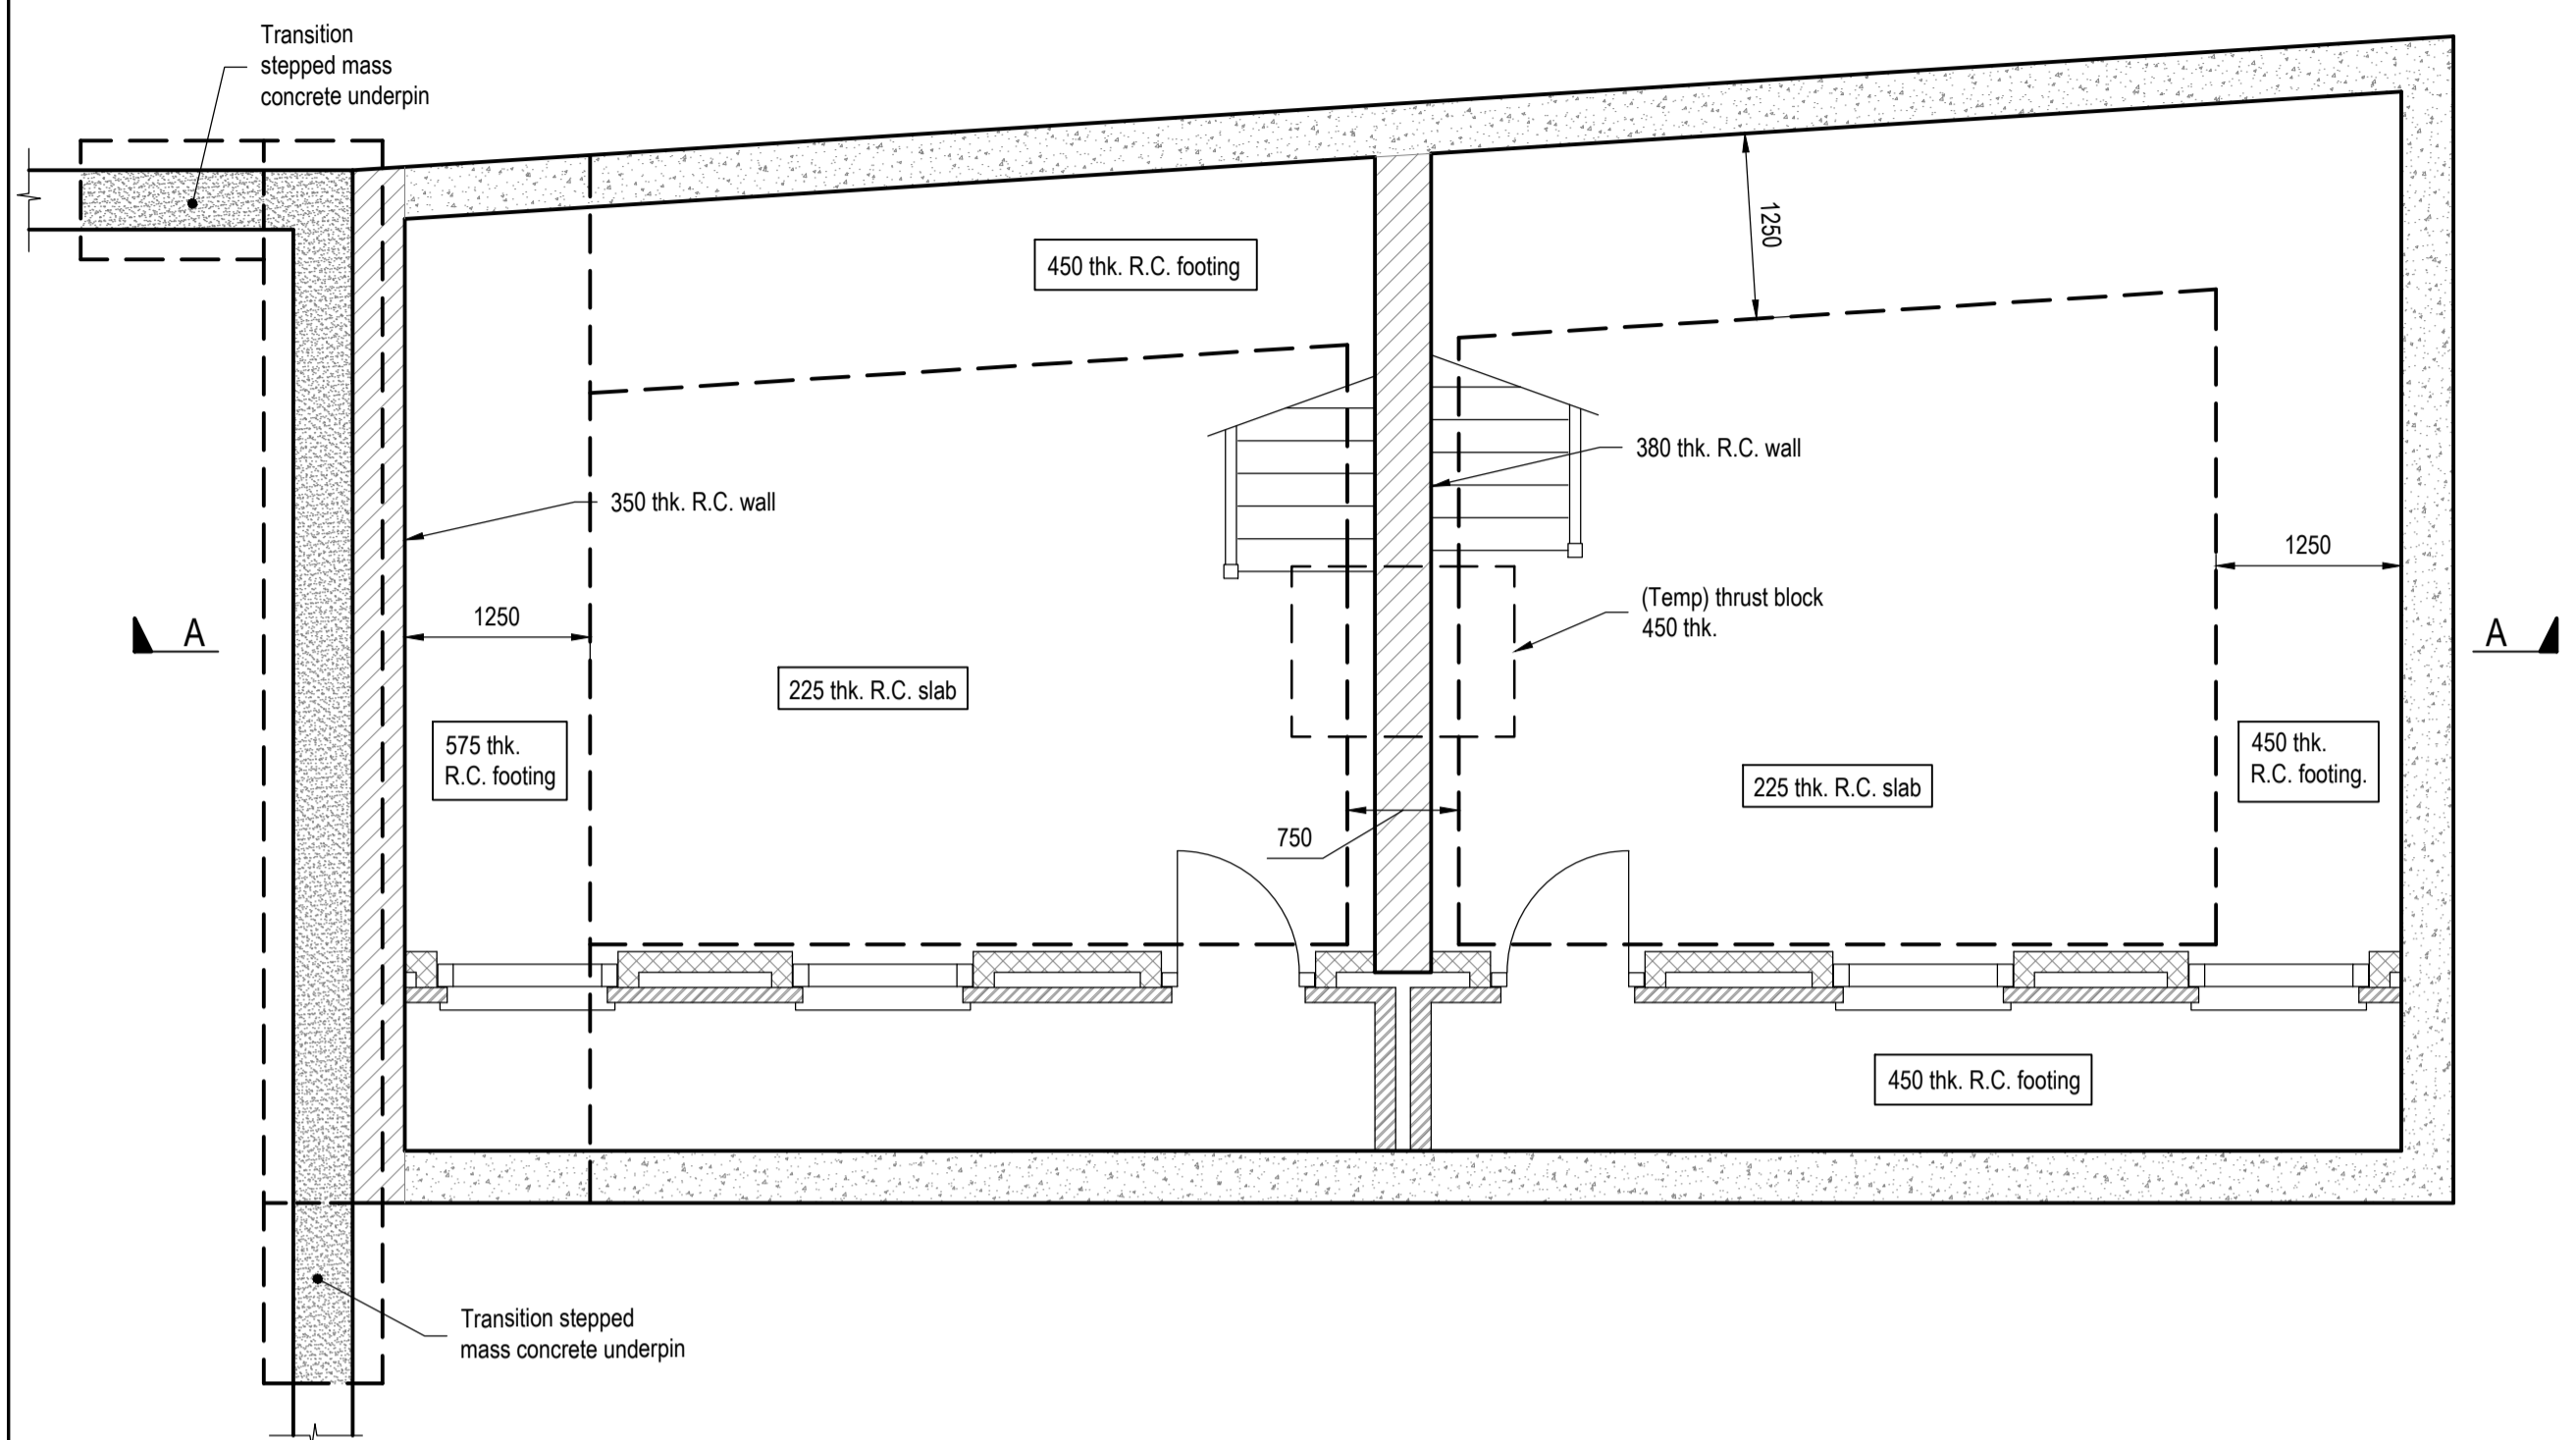 Transition
stepped mass
concrete underpin
1250
450 thk. R.C. footing
380 thk. R.C. wall
350 thk. R.C. wall
1250
(Temp) thrust block
450 thk.
1250
A
A
225 thk. R.C. slab
575 thk.
R.C. footing
450 thk.
R.C. footing.
225 thk. R.C. slab
750
450 thk. R.C. footing
Transition stepped
mass concrete underpin